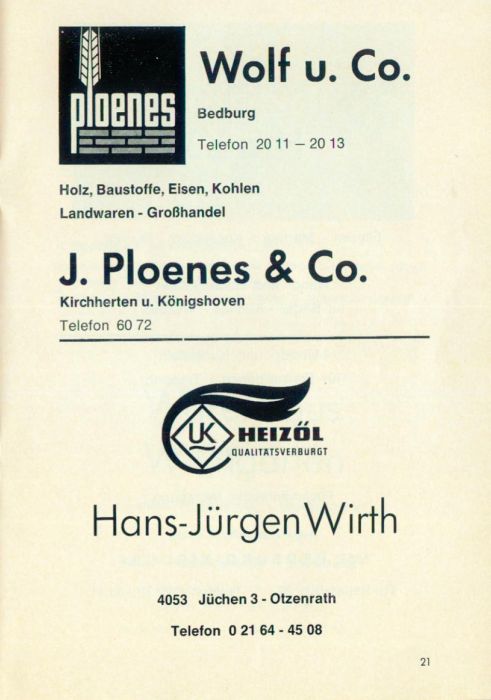 ploenes
Wolf u. Co.
Bedburg
Telefon 20 11 – 20 13
Holz, Baustoffe, Eisen, Kohlen
Landwaren - Großhandel
J. Ploenes & Co.
Kirchherten u. Königshoven
Telefon 60 72
UK
HEIZÖL
QUALITÄTSVERBURGT
Hans-Jürgen Wirth
4053 Jüchen 3 - Otzenrath
Telefon 0 21 64 - 45 08
21